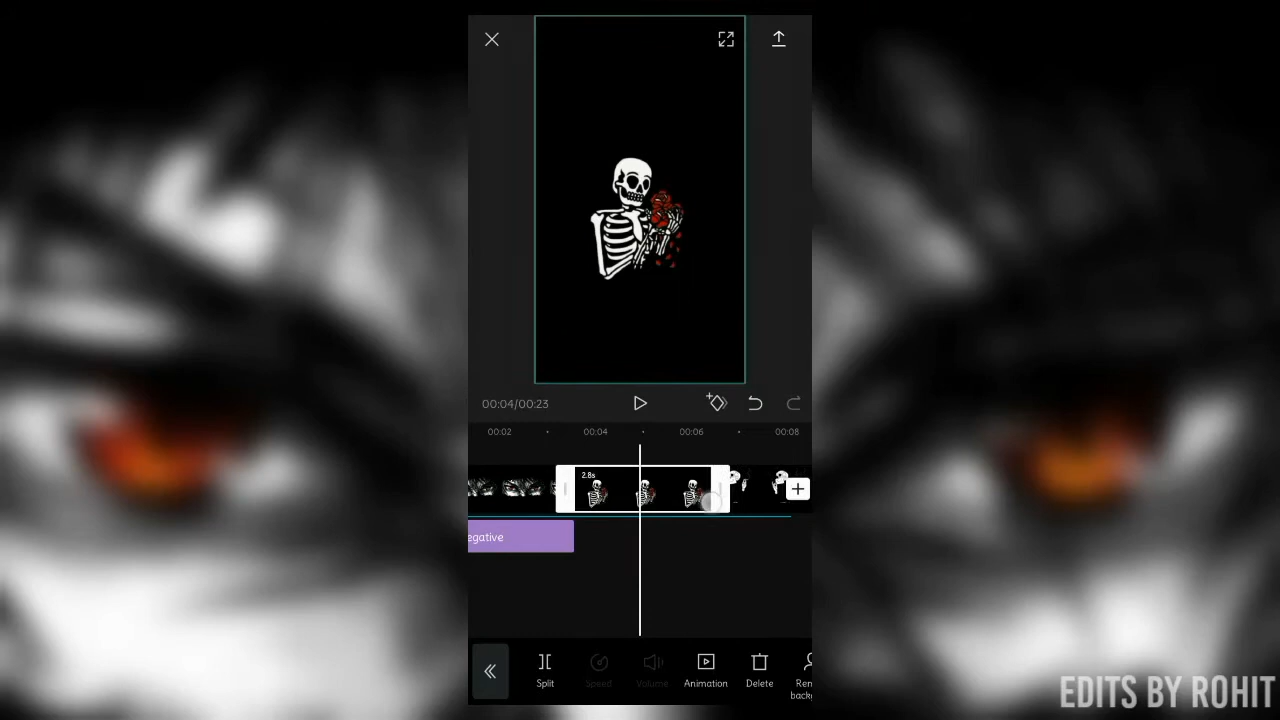 00:04/00:23
00:02
00:04
00:06
00:08
2.8s
egative
Split
Speed
Volume
Animation
Delete
EDITS BY ROHIT